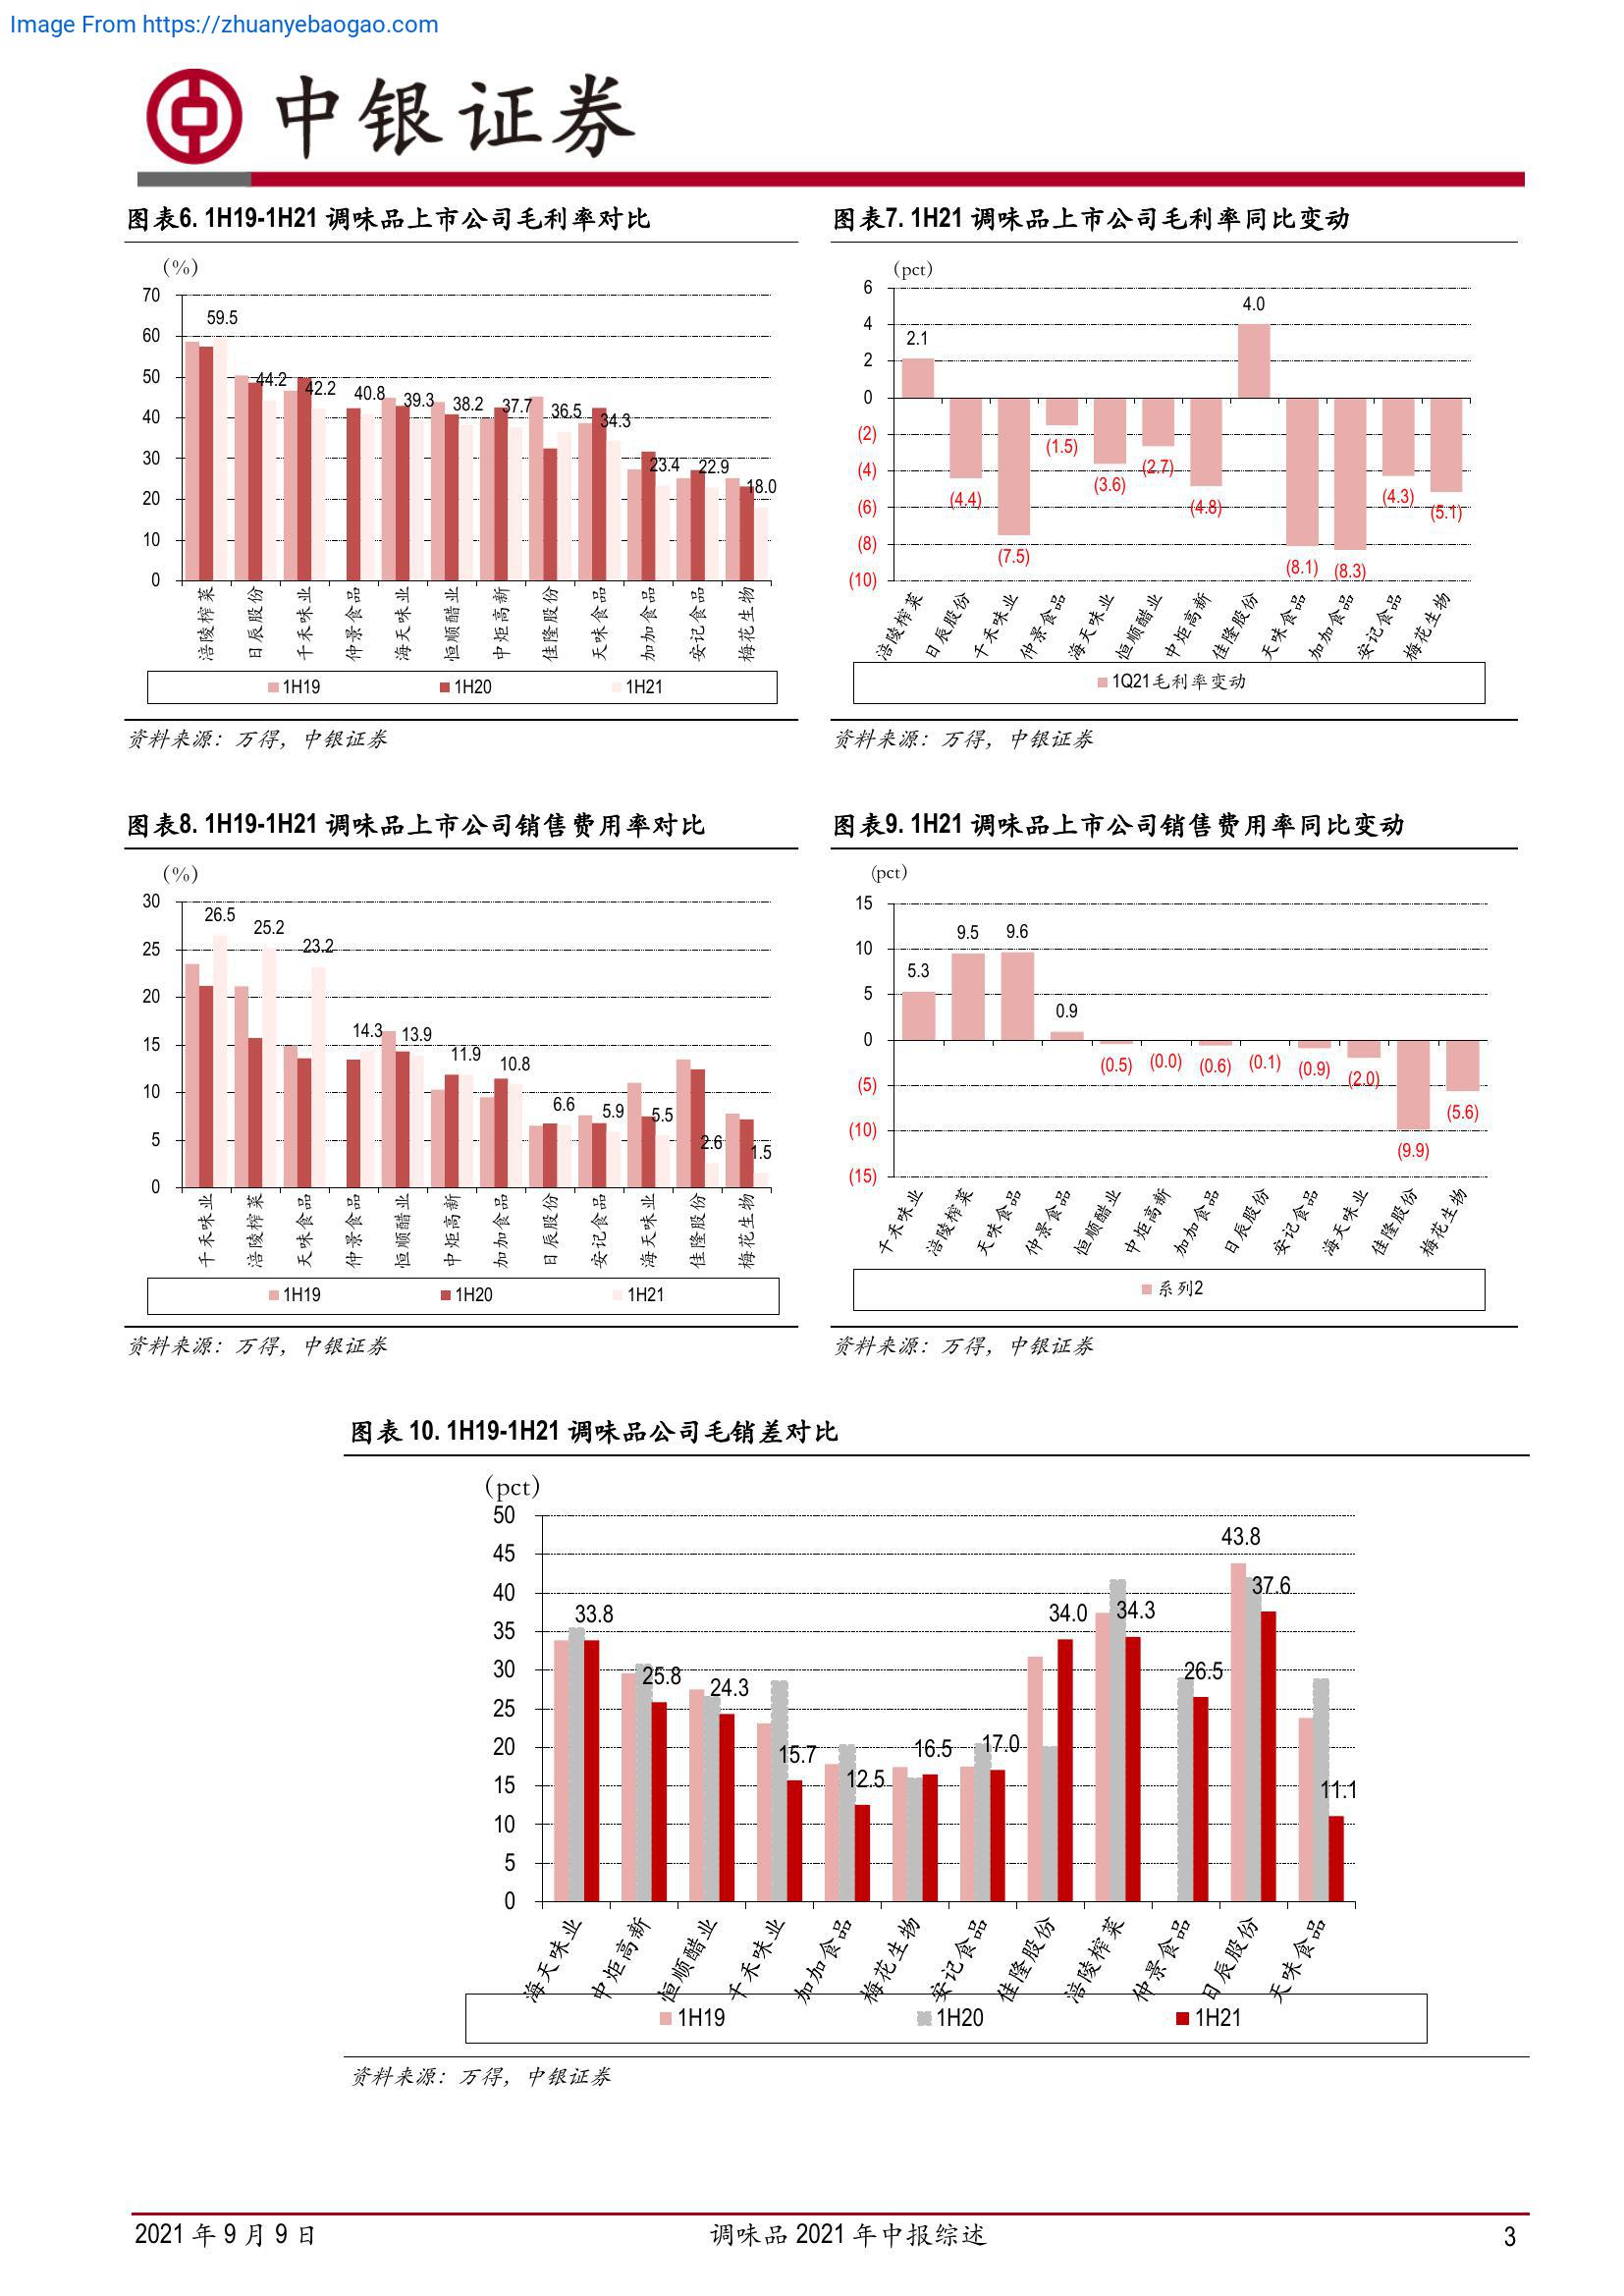 Image From https://zhuanyebaogao.com
中银证券
图表6. 1H19-1H21 调味品上市公司毛利率对比
(%)
70
60
50
40
30
20
10
0
59.5
44.2
42.2
40.8
39.3
38.2
37.7
36.5
34.3
23.4
22.9
18.0
涪陵榨菜
日辰股份
千禾味业
仲景食品
海天味业
恒顺醋业
中炬高新
佳隆股份
天味食品
加加食品
安记食品
梅花生物
1H19 1H20 1H21
资料来源：万得，中银证券
图表7. 1H21 调味品上市公司毛利率同比变动
(pct)
6
4
2
0
(2)
(4)
(6)
(8)
(10)
2.1
(4.4)
(7.5)
(1.5)
(3.6)
(2.7)
(4.8)
4.0
(8.1)
(8.3)
(4.3)
(5.1)
涪陵榨菜
日辰股份
千禾味业
仲景食品
海天味业
恒顺醋业
中炬高新
佳隆股份
天味食品
加加食品
安记食品
梅花生物
1Q21毛利率变动
资料来源：万得，中银证券
图表8. 1H19-1H21 调味品上市公司销售费用率对比
(%)
30
25
20
15
10
5
0
26.5
25.2
23.2
14.3
13.9
11.9
10.8
6.6
5.9
5.5
2.6
1.5
千禾味业
涪陵榨菜
天味食品
仲景食品
恒顺醋业
中炬高新
加加食品
日辰股份
安记食品
海天味业
佳隆股份
梅花生物
1H19 1H20 1H21
资料来源：万得，中银证券
图表9. 1H21 调味品上市公司销售费用率同比变动
(pct)
15
10
5
0
(5)
(10)
(15)
5.3
9.5
9.6
0.9
(0.5)
(0.0)
(0.6)
(0.1)
(0.9)
(2.0)
(9.9)
(5.6)
千禾味业
涪陵榨菜
天味食品
仲景食品
恒顺醋业
中炬高新
加加食品
日辰股份
安记食品
海天味业
佳隆股份
梅花生物
系列2
资料来源：万得，中银证券
图表 10. 1H19-1H21 调味品公司毛销差对比
(pct)
50
45
40
35
30
25
20
15
10
5
0
33.8
25.8
24.3
15.7
12.5
16.5
17.0
34.0
34.3
26.5
43.8
37.6
11.1
海天味业
中炬高新
恒顺醋业
千禾味业
加加食品
梅花生物
安记食品
佳隆股份
涪陵榨菜
仲景食品
日辰股份
天味食品
1H19 1H20 1H21
资料来源：万得，中银证券
2021 年 9 月 9 日 调味品 2021 年中报综述 3